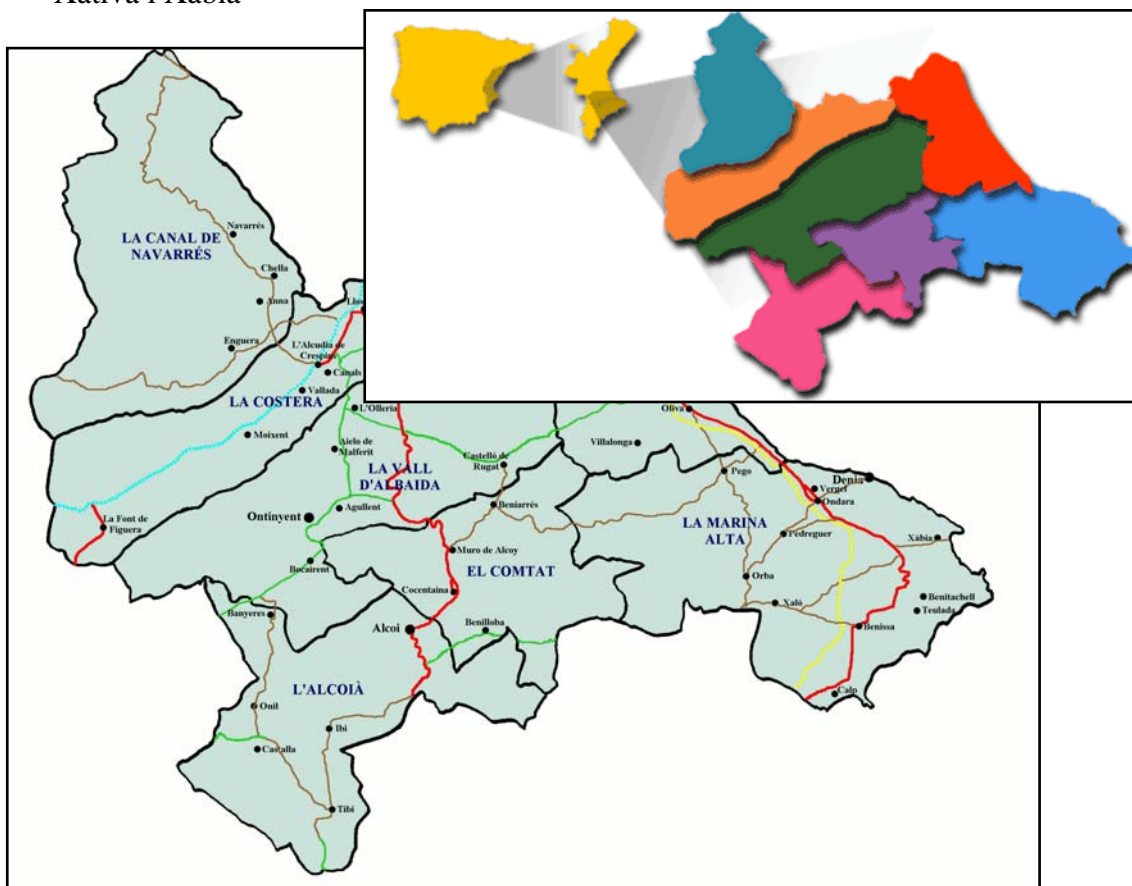 Xàtiva i Xàbia
LA CANAL DE
NAVARRÉS
Navarrés
Chella
Anna
Enguera
L'Alcudia de
Crespins
Canals
Vallada
LA COSTERA
L'Olleria
Moixent
Aielo de
Malferit
LA VALL
D'ALBAIDA
Castelló de
Rugat
Villalonga
Oliva
Pego
Vergel
Denia
Ondara
Beniarrés
Agullent
Ontinyent
La Font de
Figuera
LA MARINA
ALTA
Pedreguer
Xàbia
Muro de Alcoy
EL COMTAT
Bocairent
Orba
Cocentaina
Benitachell
Xaló
Teulada
Banyeres
Alcoi
Benilloba
Benissa
L'ALCOIÀ
Calp
Onil
Ibi
Castalla
Tibi